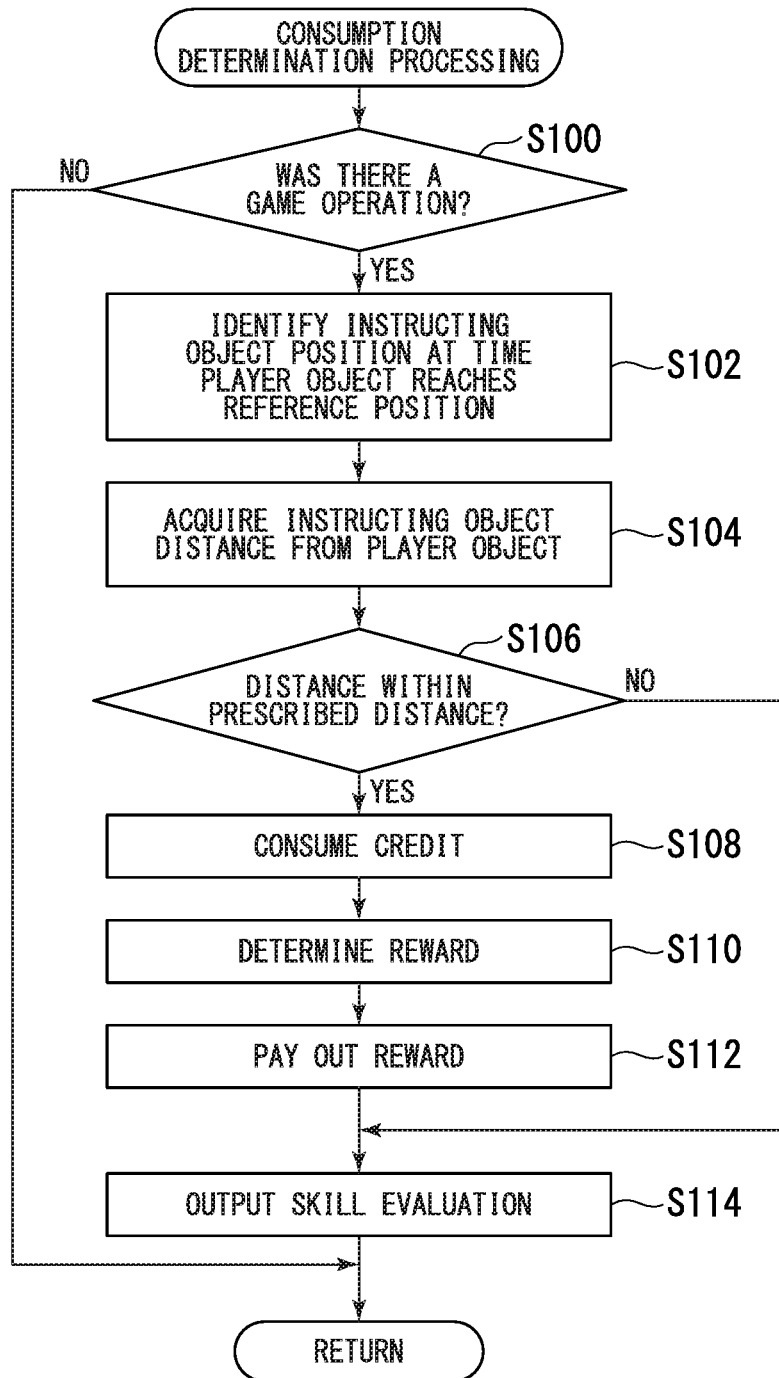 CONSUMPTION
DETERMINATION PROCESSING
S100
NO
WAS THERE A
GAME OPERATION?
YES
IDENTIFY INSTRUCTING
OBJECT POSITION AT TIME
PLAYER OBJECT REACHES
REFERENCE POSITION
S102
ACQUIRE INSTRUCTING OBJECT
DISTANCE FROM PLAYER OBJECT
S104
S106
DISTANCE WITHIN
PRESCRIBED DISTANCE?
NO
YES
CONSUME CREDIT
S108
DETERMINE REWARD
S110
PAY OUT REWARD
S112
OUTPUT SKILL EVALUATION
S114
RETURN